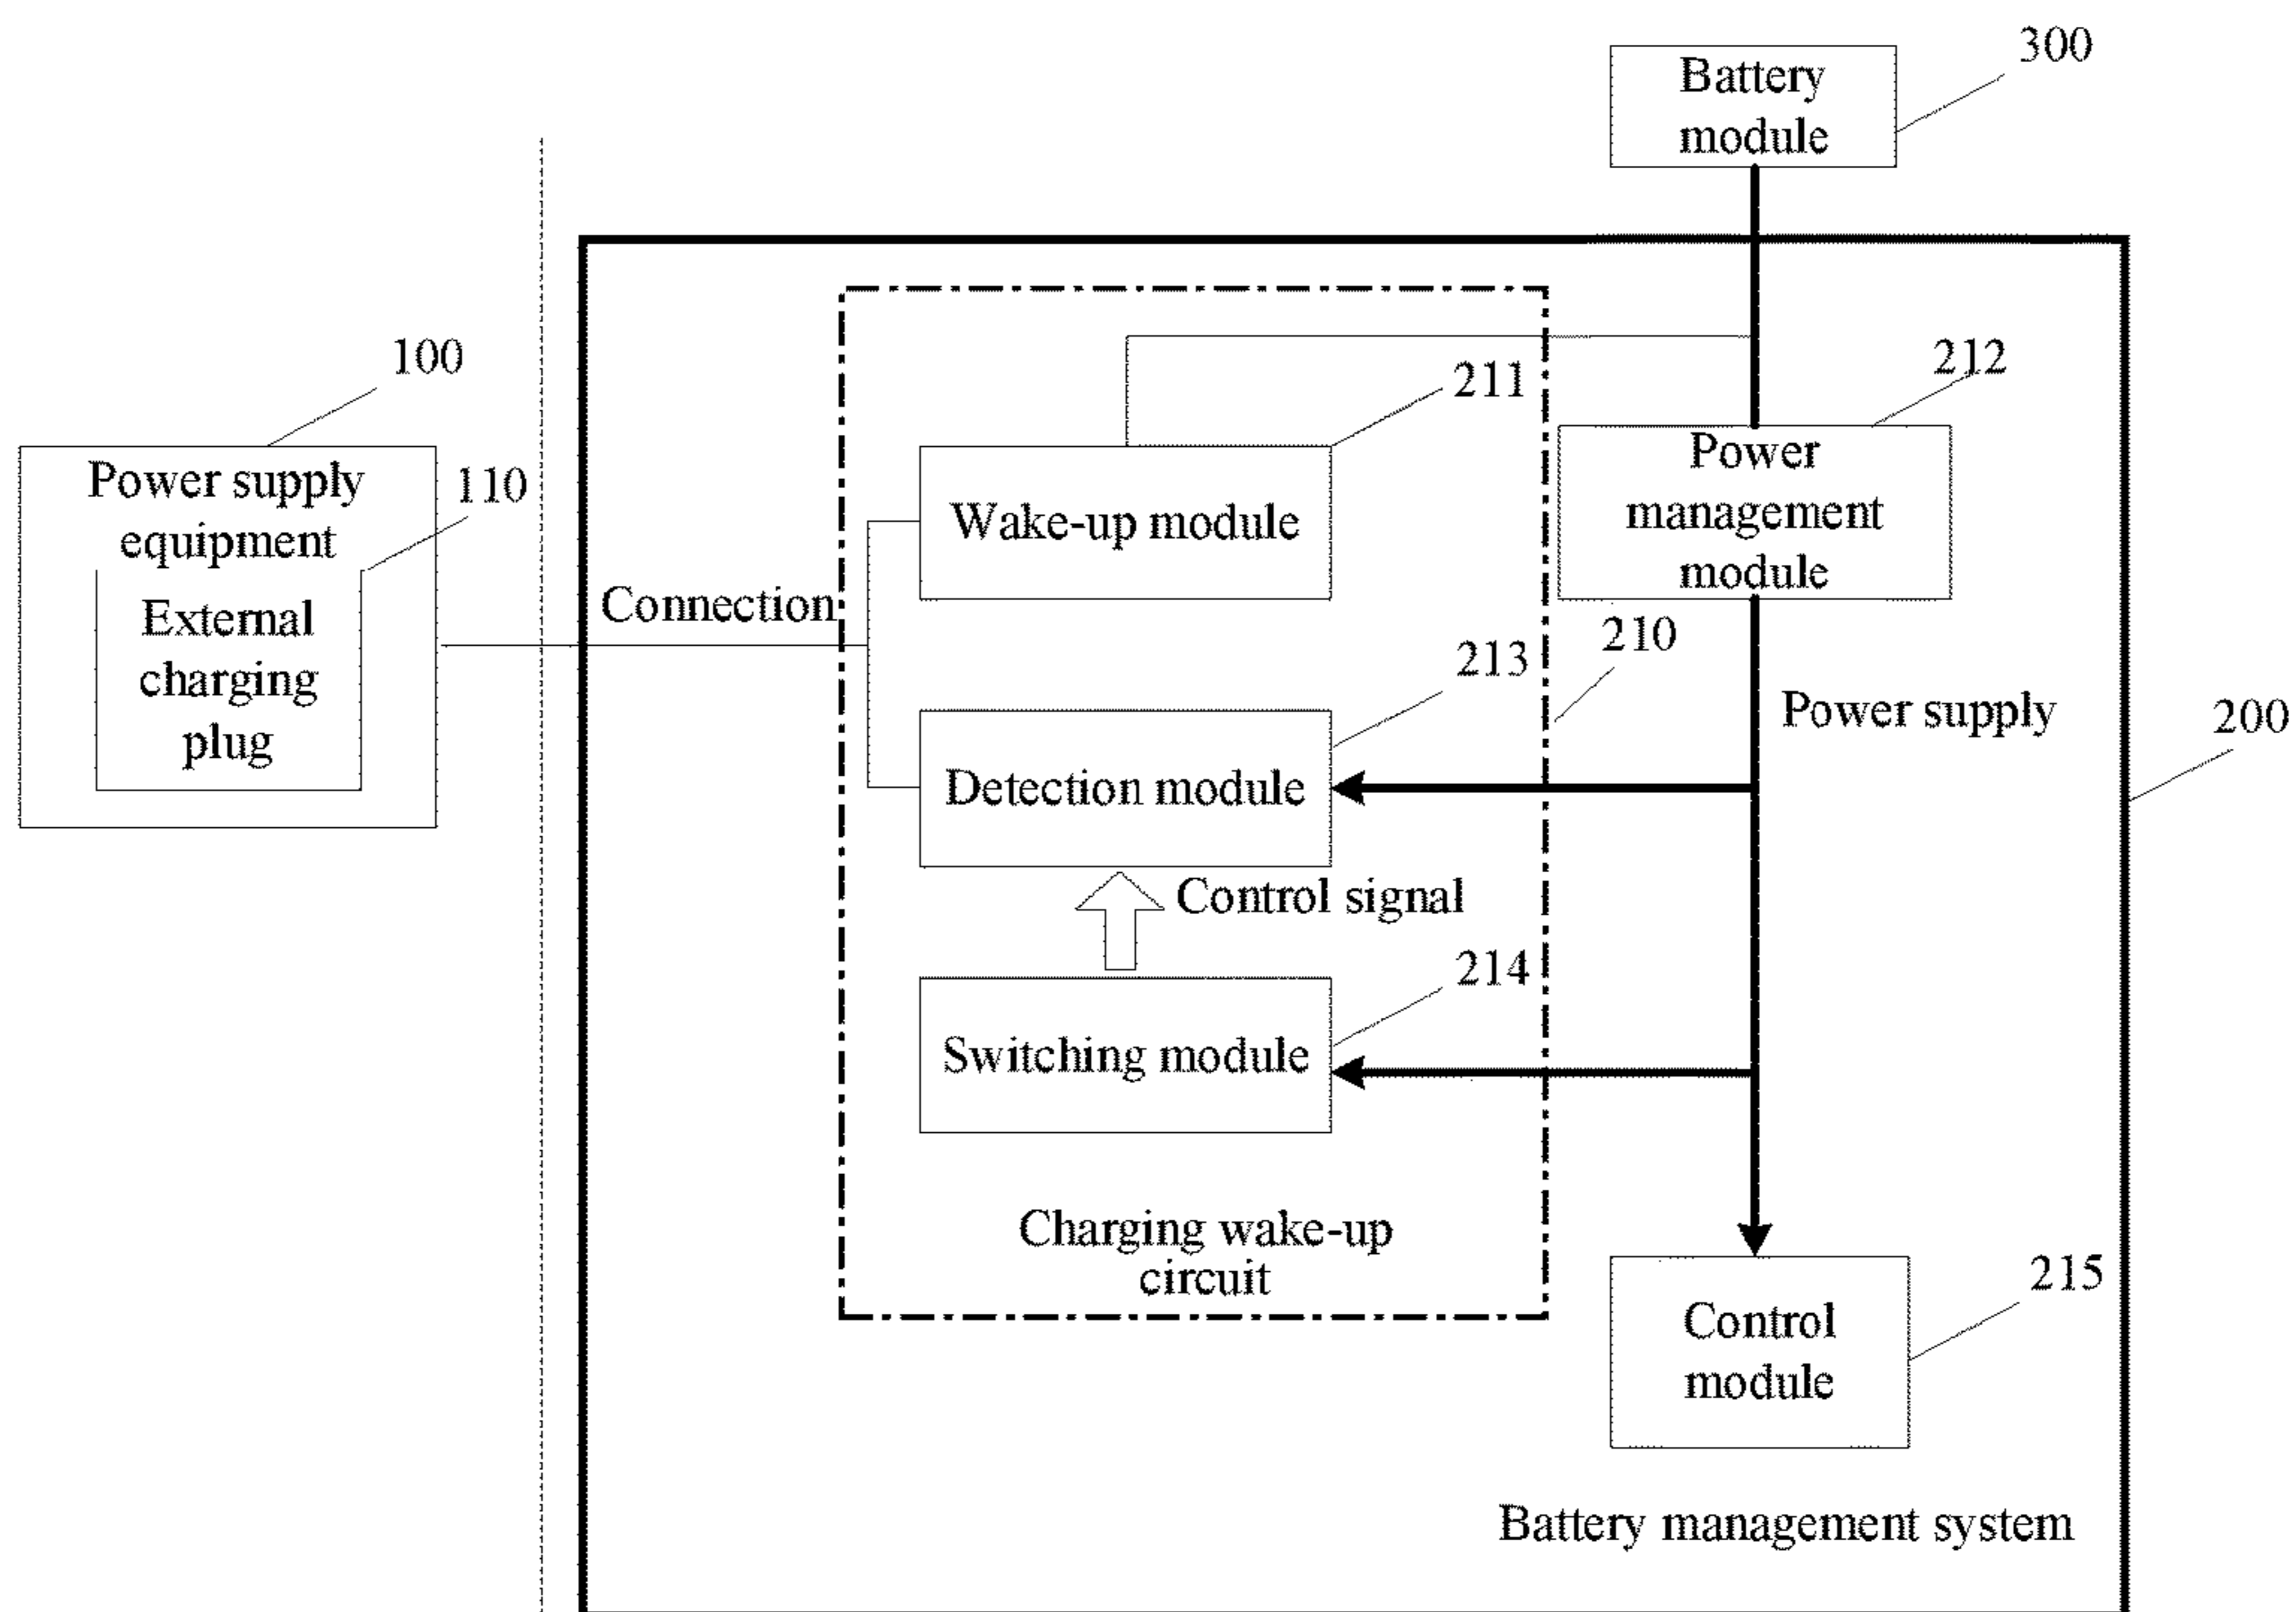 300
Battery
module
100
211
212
Power supply
equipment
110
External
charging
plug
Wake-up module
Power
management
module
Connection
210
213
Power supply
200
Detection module
Control signal
214
Switching module
Charging wake-up
circuit
215
Control
module
Battery management system